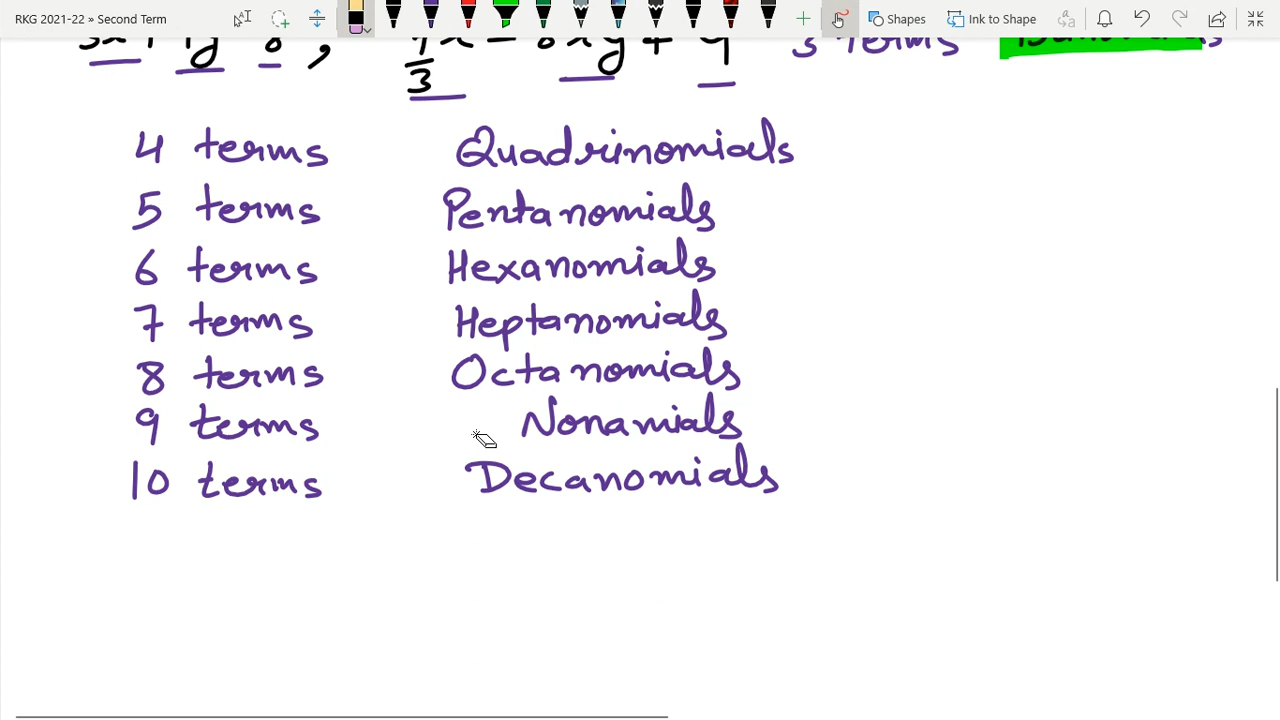 RKG 2021-22 » Second Term Shapes Ink to Shape
3 terms
3
4 terms Quadrinomials
5 terms Pentanomials
6 terms Hexanomials
7 terms Heptanomials
8 terms Octanomials
9 terms Nonamials
10 terms Decanomials